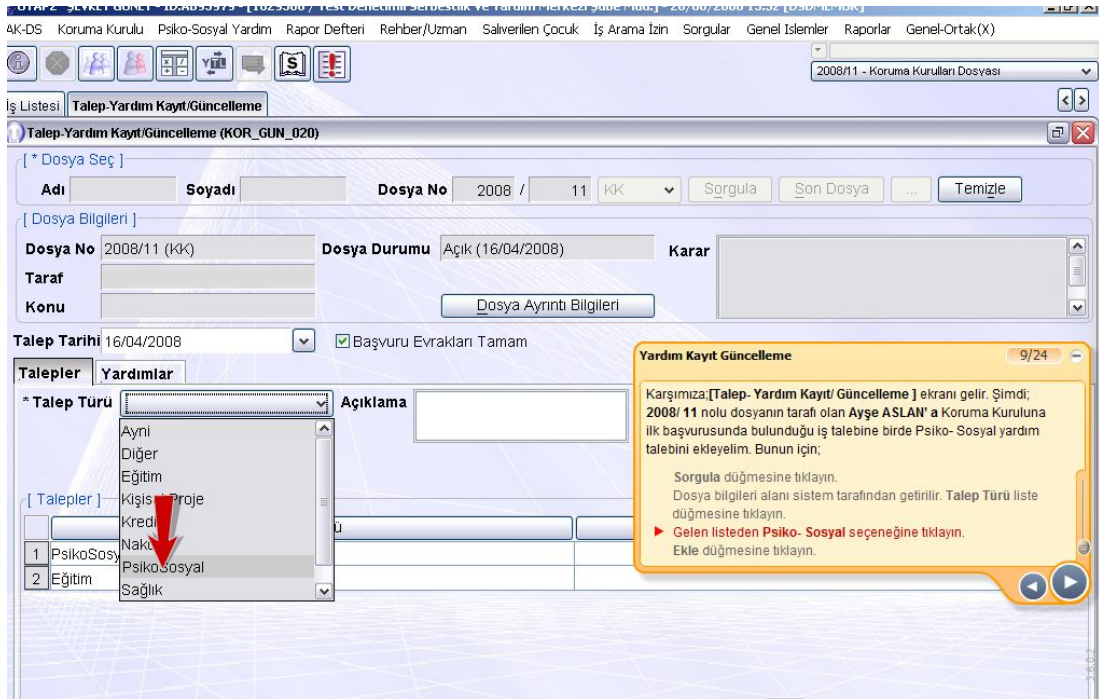 AK-DS Koruma Kurulu Psiko-Sosyal Yardım Rapor Defteri Rehber/Uzman Salıverilen Çocuk İş Arama İzin Sorgular Genel Islemler Raporlar Genel-Ortak(X)
2008/11 - Koruma Kurulları Dosyası
İş Listesi Talep-Yardım Kayıt/Güncelleme
Talep-Yardım Kayıt/Güncelleme (KOR_GUN_020)
[ * Dosya Seç ]
Adı Soyadı Dosya No 2008 / 11 KK Sorgula Son Dosya ... Temizle
[ Dosya Bilgileri ]
Dosya No 2008/11 (KK) Dosya Durumu Açık (16/04/2008) Karar
Taraf
Konu Dosya Ayrıntı Bilgileri
Talep Tarihi 16/04/2008 Başvuru Evrakları Tamam
Talepler Yardımlar
* Talep Türü Açıklama
Ayni
Diğer
Eğitim
Proje
Kredi
PsikoSosyal
Sağlık
[ Talepler ]
1
2 Eğitim
Yardım Kayıt Güncelleme 9/24
Karşımıza;[Talep- Yardım Kayıt/ Güncelleme ] ekranı gelir. Şimdi;
2008/ 11 nolu dosyanın tarafı olan Ayşe ASLAN' a Koruma Kuruluna
ilk başvurusunda bulunduğu iş talebine birde Psiko- Sosyal yardım
talebini ekleyelim. Bunun için;
Sorgula düğmesine tıklayın.
Dosya bilgileri alanı sistem tarafından getirilir. Talep Türü liste
düğmesine tıklayın.
Gelen listeden Psiko- Sosyal seçeneğine tıklayın.
Ekle düğmesine tıklayın.
3.6.0.2